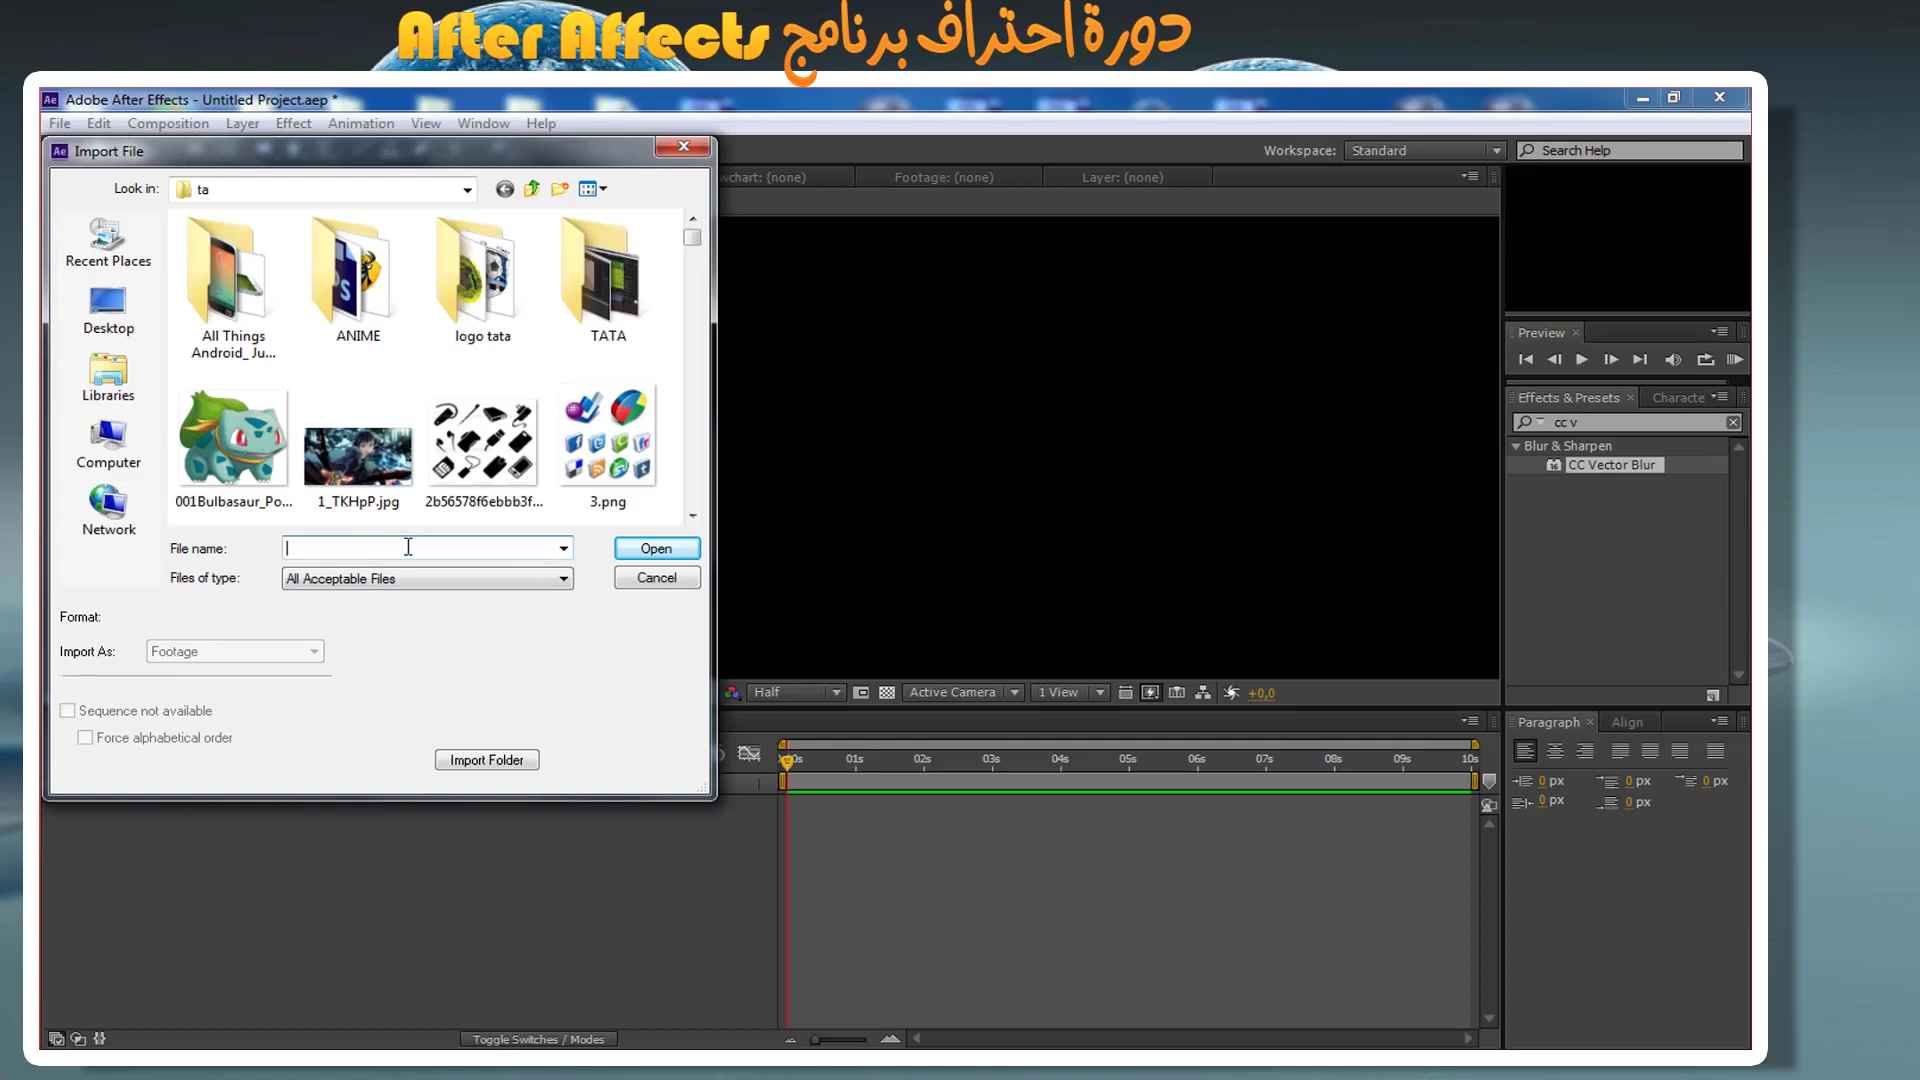 دورة احتراف برنامج After Affects
Adobe After Effects - Untitled Project.aep *
File Edit Composition Layer Effect Animation View Window Help
Import File
Workspace: Standard
Search Help
Look in: ta
wchart: (none) Footage: (none) Layer: (none)
Recent Places
Desktop
Libraries
Computer
Network
All Things
Android_ Ju...
ANIME
logo tata
TATA
001Bulbasaur_Po...
1_TKHpP.jpg
2b56578f6ebbb3f...
3.png
File name:
Open
Files of type: All Acceptable Files
Cancel
Format:
Import As: Footage
Sequence not available
Force alphabetical order
Import Folder
Preview
Effects & Presets Characte
cc v
Blur & Sharpen
CC Vector Blur
Half Active Camera 1 View +0,0
Paragraph Align
01s 02s 03s 04s 05s 06s 07s 08s 09s 10s
0 px 0 px 0 px
0 px 0 px
Toggle Switches / Modes